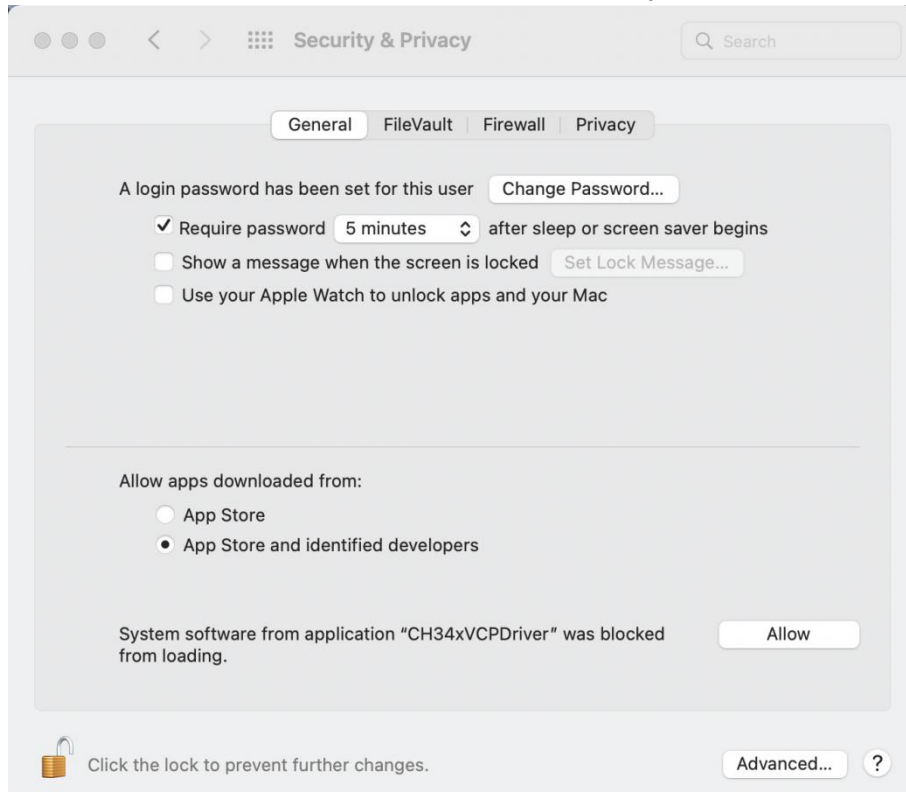 Security & Privacy
Search
General FileVault Firewall Privacy
A login password has been set for this user Change Password...
Require password 5 minutes after sleep or screen saver begins
Show a message when the screen is locked Set Lock Message...
Use your Apple Watch to unlock apps and your Mac
Allow apps downloaded from:
App Store
App Store and identified developers
System software from application “CH34xVCPDriver” was blocked Allow
from loading.
Click the lock to prevent further changes. Advanced... ?